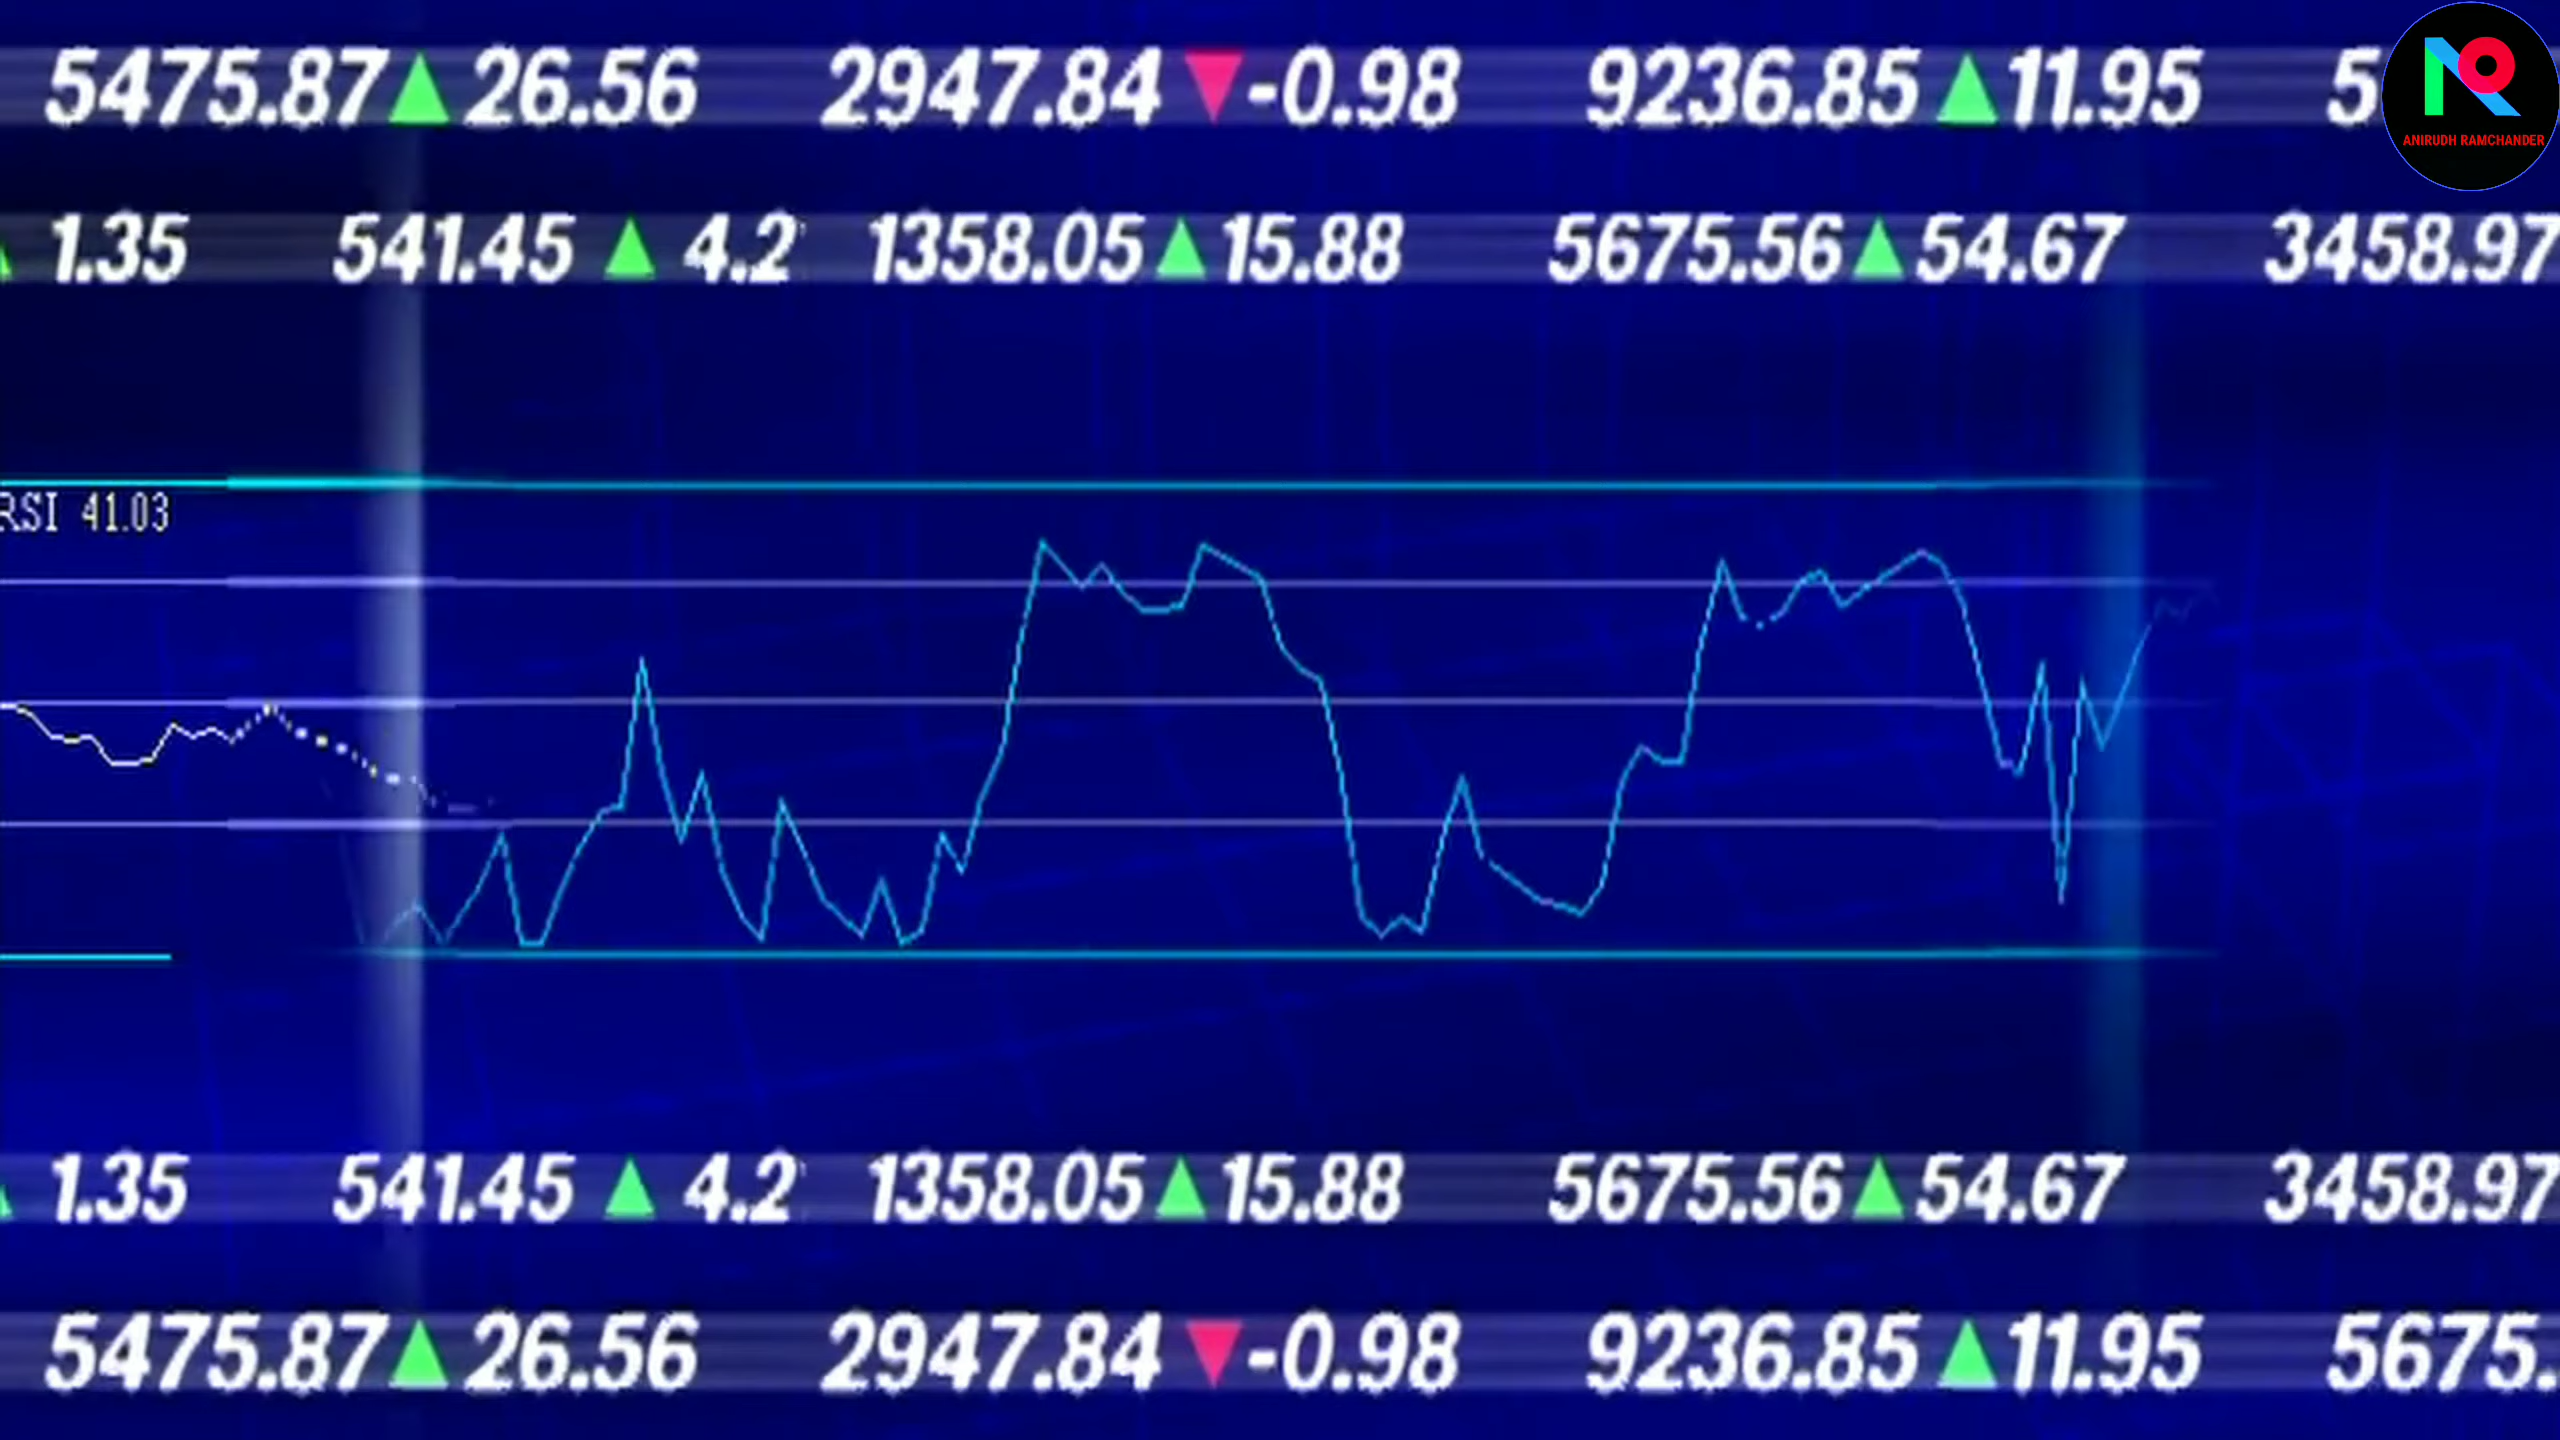 5475.87 ▲ 26.56 2947.84 ▼ -0.98 9236.85 ▲ 11.95
ANIRUDH RAMCHANDER
▲ 1.35 541.45 ▲ 4.2 1358.05 ▲ 15.88 5675.56 ▲ 54.67 3458.97
RSI 41.03
▲ 1.35 541.45 ▲ 4.2 1358.05 ▲ 15.88 5675.56 ▲ 54.67 3458.97
5475.87 ▲ 26.56 2947.84 ▼ -0.98 9236.85 ▲ 11.95 5675.